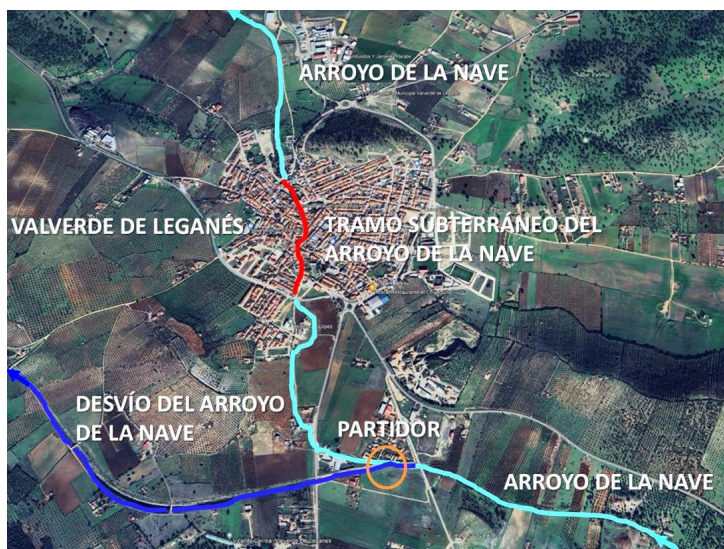 ARROYO DE LA NAVE
VALVERDE DE LEGANÉS
TRAMO SUBTERRÁNEO DEL
ARROYO DE LA NAVE
López
DESVÍO DEL ARROYO
DE LA NAVE
PARTIDOR
ARROYO DE LA NAVE